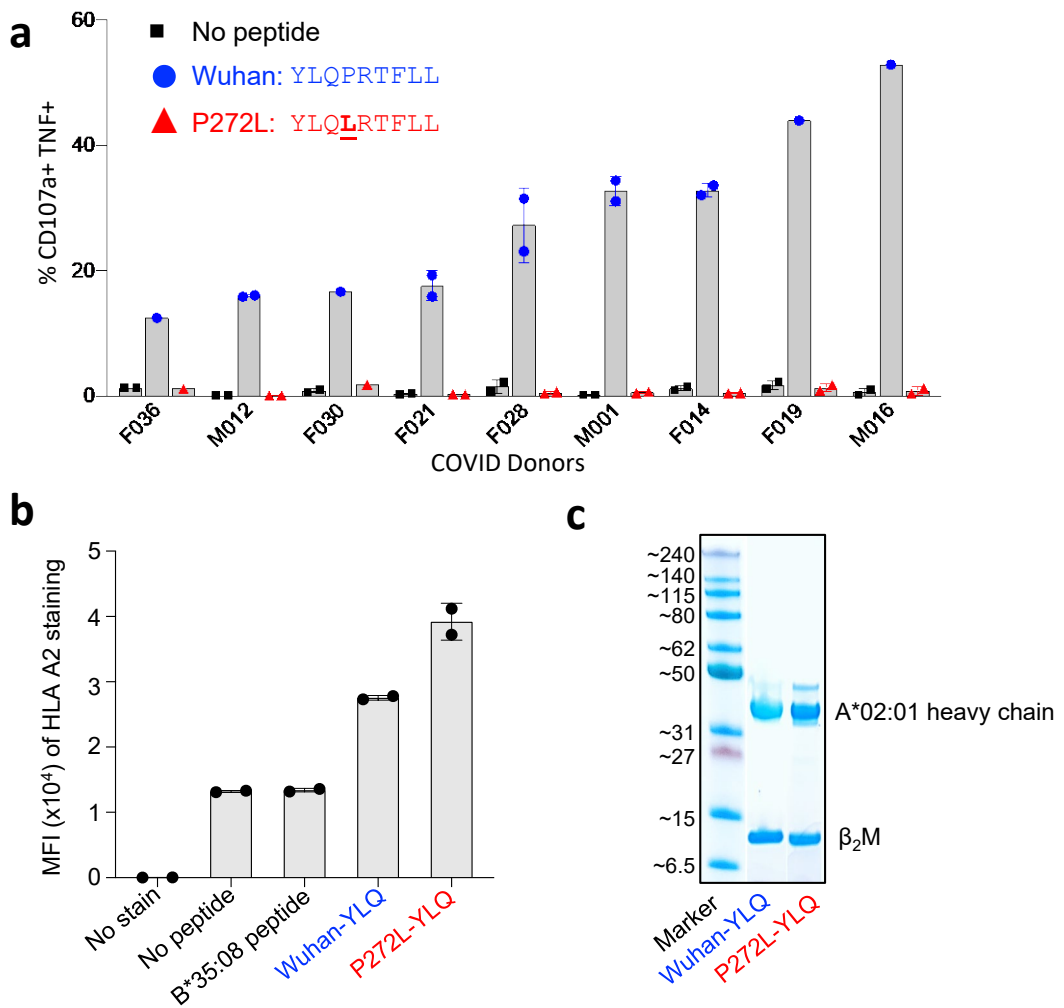 a
% CD107a+ TNF+
60
40
20
0
No peptide
Wuhan: YLQPRTFLL
P272L: YLQLRTFLL
F036 M012 F030 F021 F028 M001 F014 F019 M016
COVID Donors
b
MFI (x10⁴) of HLA A2 staining
5
4
3
2
1
0
No stain
No peptide
B*35:08 peptide
Wuhan-YLQ
P272L-YLQ
c
~240
~140
~115
~80
~62
~50
~31
~27
~15
~6.5
A*02:01 heavy chain
β₂M
Marker
Wuhan-YLQ
P272L-YLQ